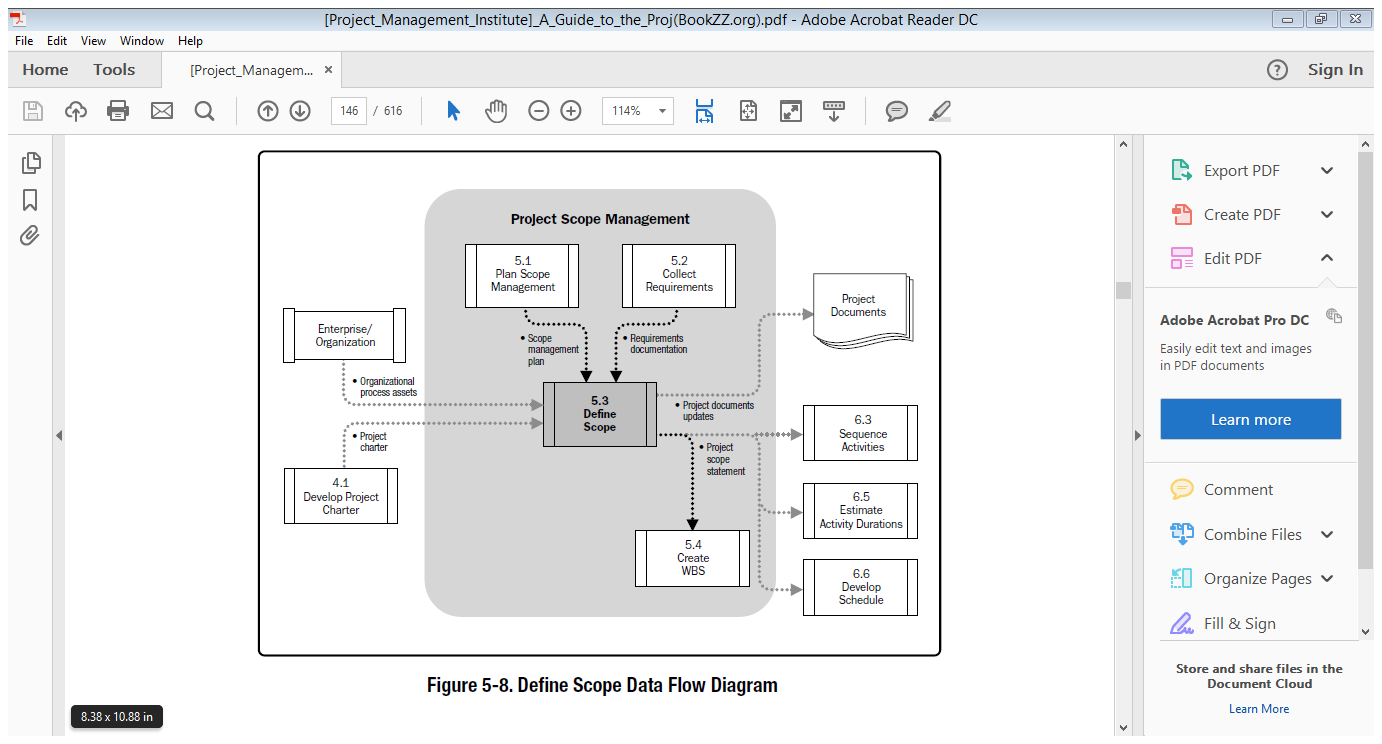 [Project_Management_Institute]_A_Guide_to_the_Proj(BookZZ.org).pdf - Adobe Acrobat Reader DC
File Edit View Window Help
Home Tools [Project_Managem... × ? Sign In
146 / 616 114%
Project Scope Management
5.1
Plan Scope
Management
5.2
Collect
Requirements
Project
Documents
Enterprise/
Organization
• Scope
management
plan
• Requirements
documentation
• Organizational
process assets
5.3
Define
Scope
• Project documents
updates
• Project
charter
• Project
scope
statement
4.1
Develop Project
Charter
6.3
Sequence
Activities
6.5
Estimate
Activity Durations
5.4
Create
WBS
6.6
Develop
Schedule
Figure 5-8. Define Scope Data Flow Diagram
8.38 x 10.88 in
Export PDF
Create PDF
Edit PDF
Adobe Acrobat Pro DC
Easily edit text and images
in PDF documents
Learn more
Comment
Combine Files
Organize Pages
Fill & Sign
Store and share files in the
Document Cloud
Learn More